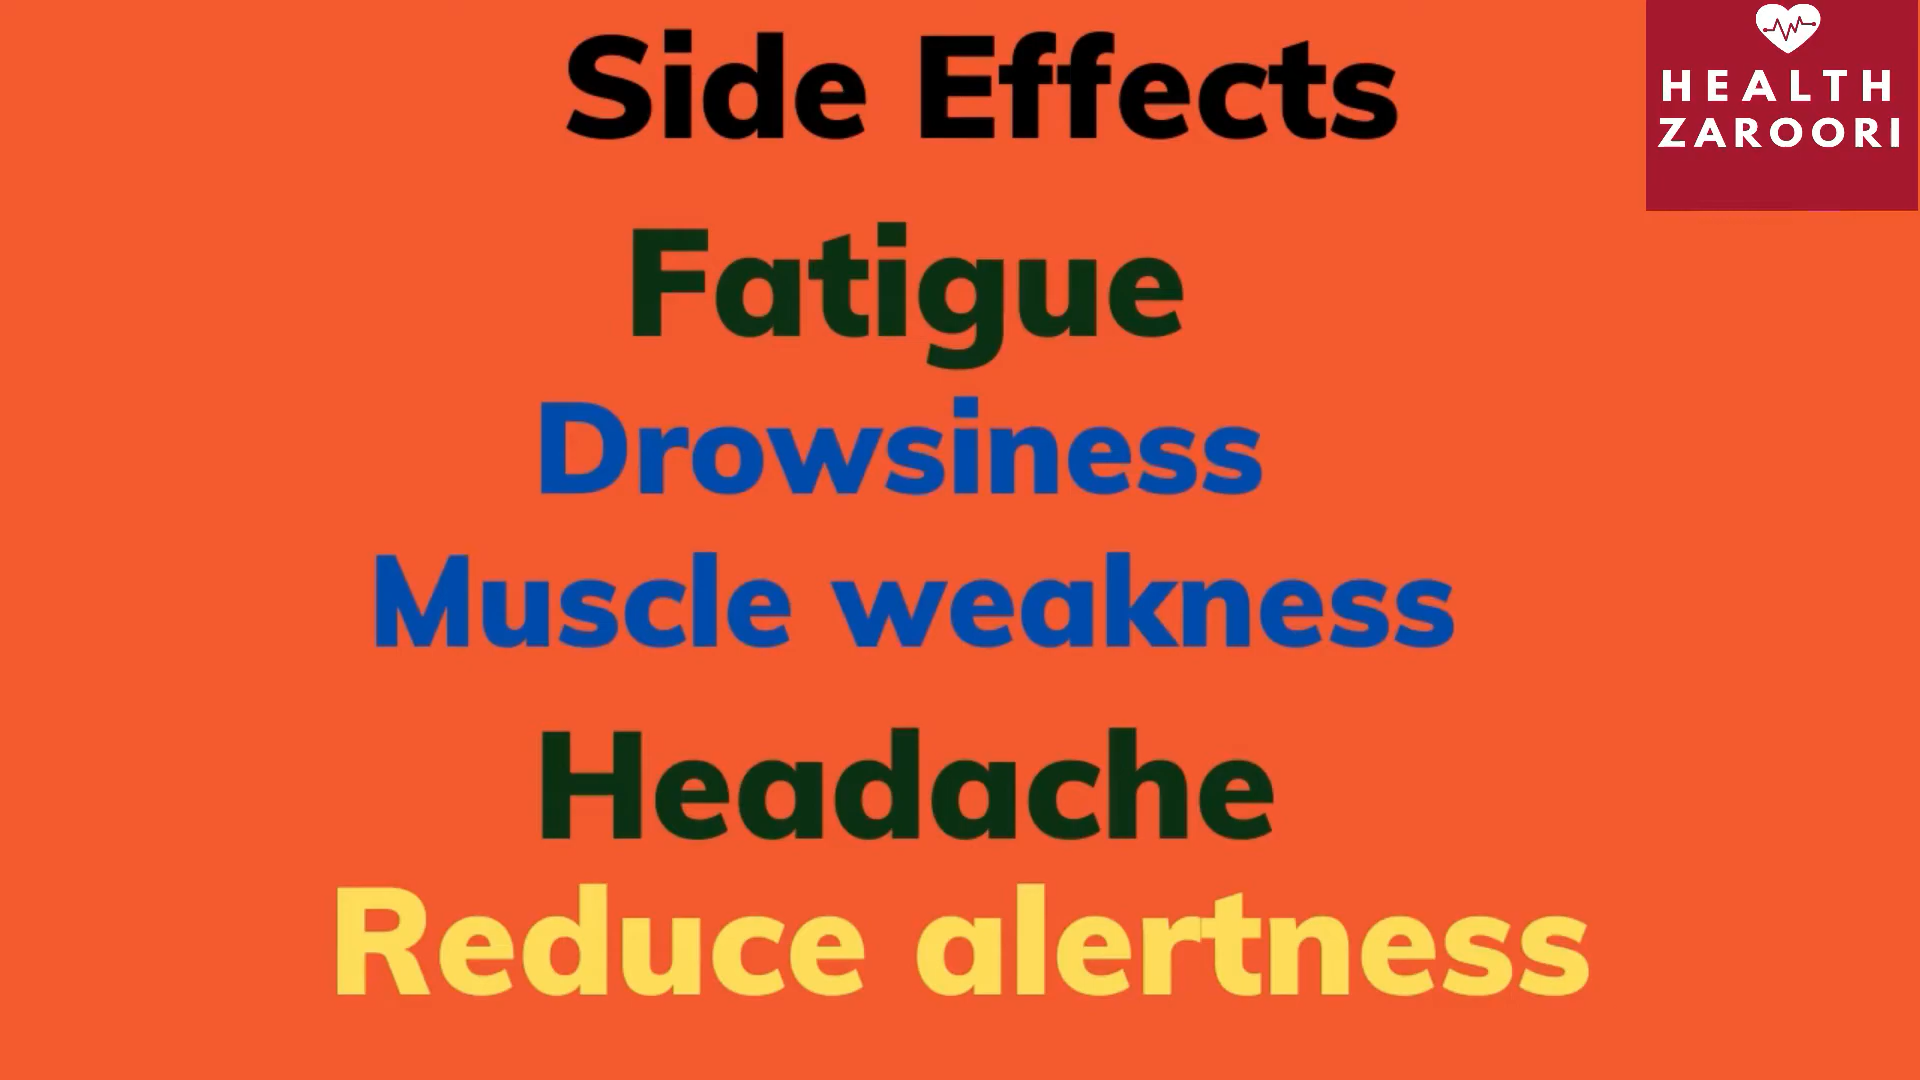 Side Effects
HEALTH
ZAROORI
Fatigue
Drowsiness
Muscle weakness
Headache
Reduce alertness